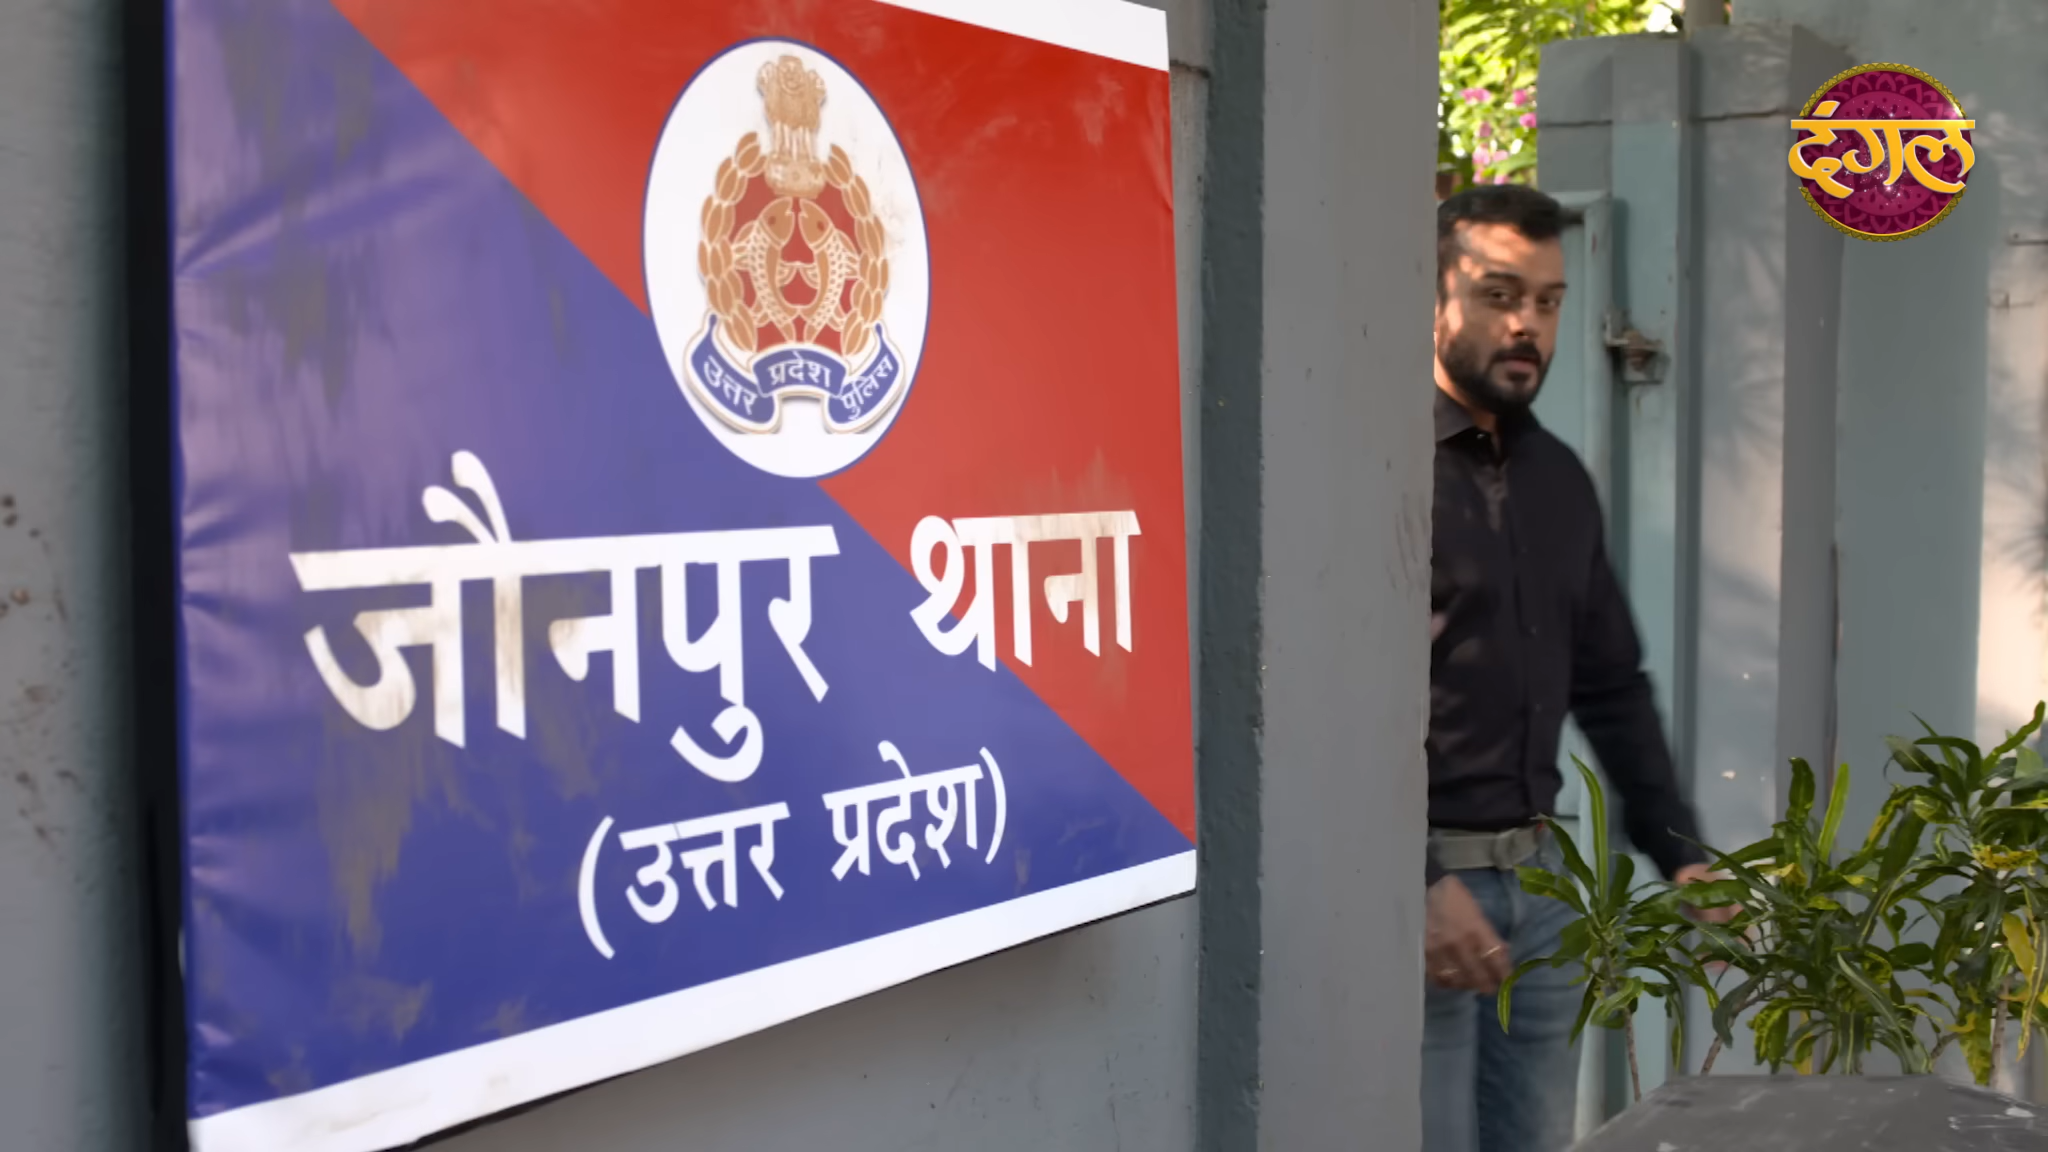 दंगल
उत्तर प्रदेश पुलिस
जौनपुर थाना
(उत्तर प्रदेश)